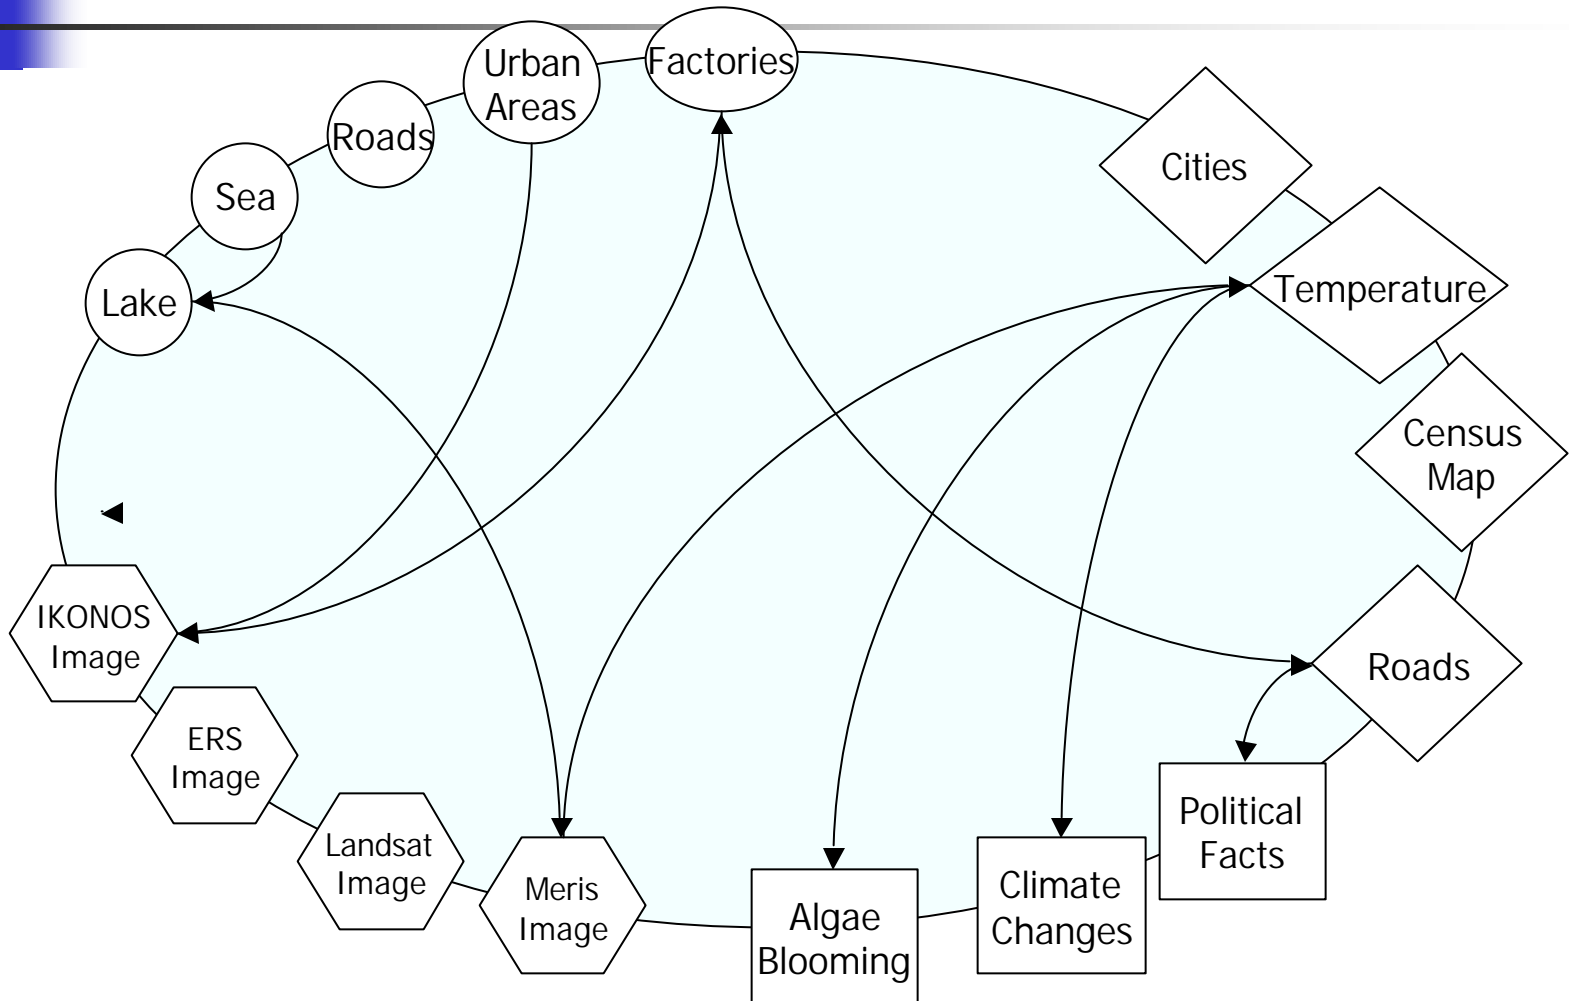 Urban
Areas
Factories
Roads
Sea
Lake
Cities
Temperature
Census
Map
Roads
Political
Facts
Climate
Changes
Algae
Blooming
Meris
Image
Landsat
Image
ERS
Image
IKONOS
Image